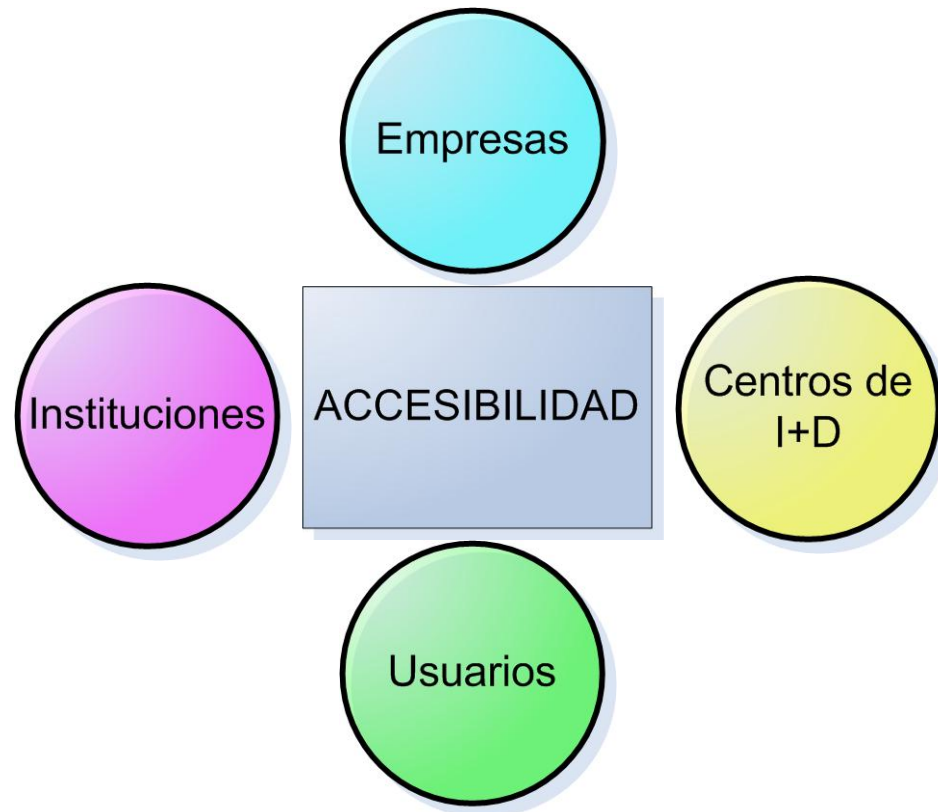 Empresas
Instituciones
ACCESIBILIDAD
Centros de
I+D
Usuarios